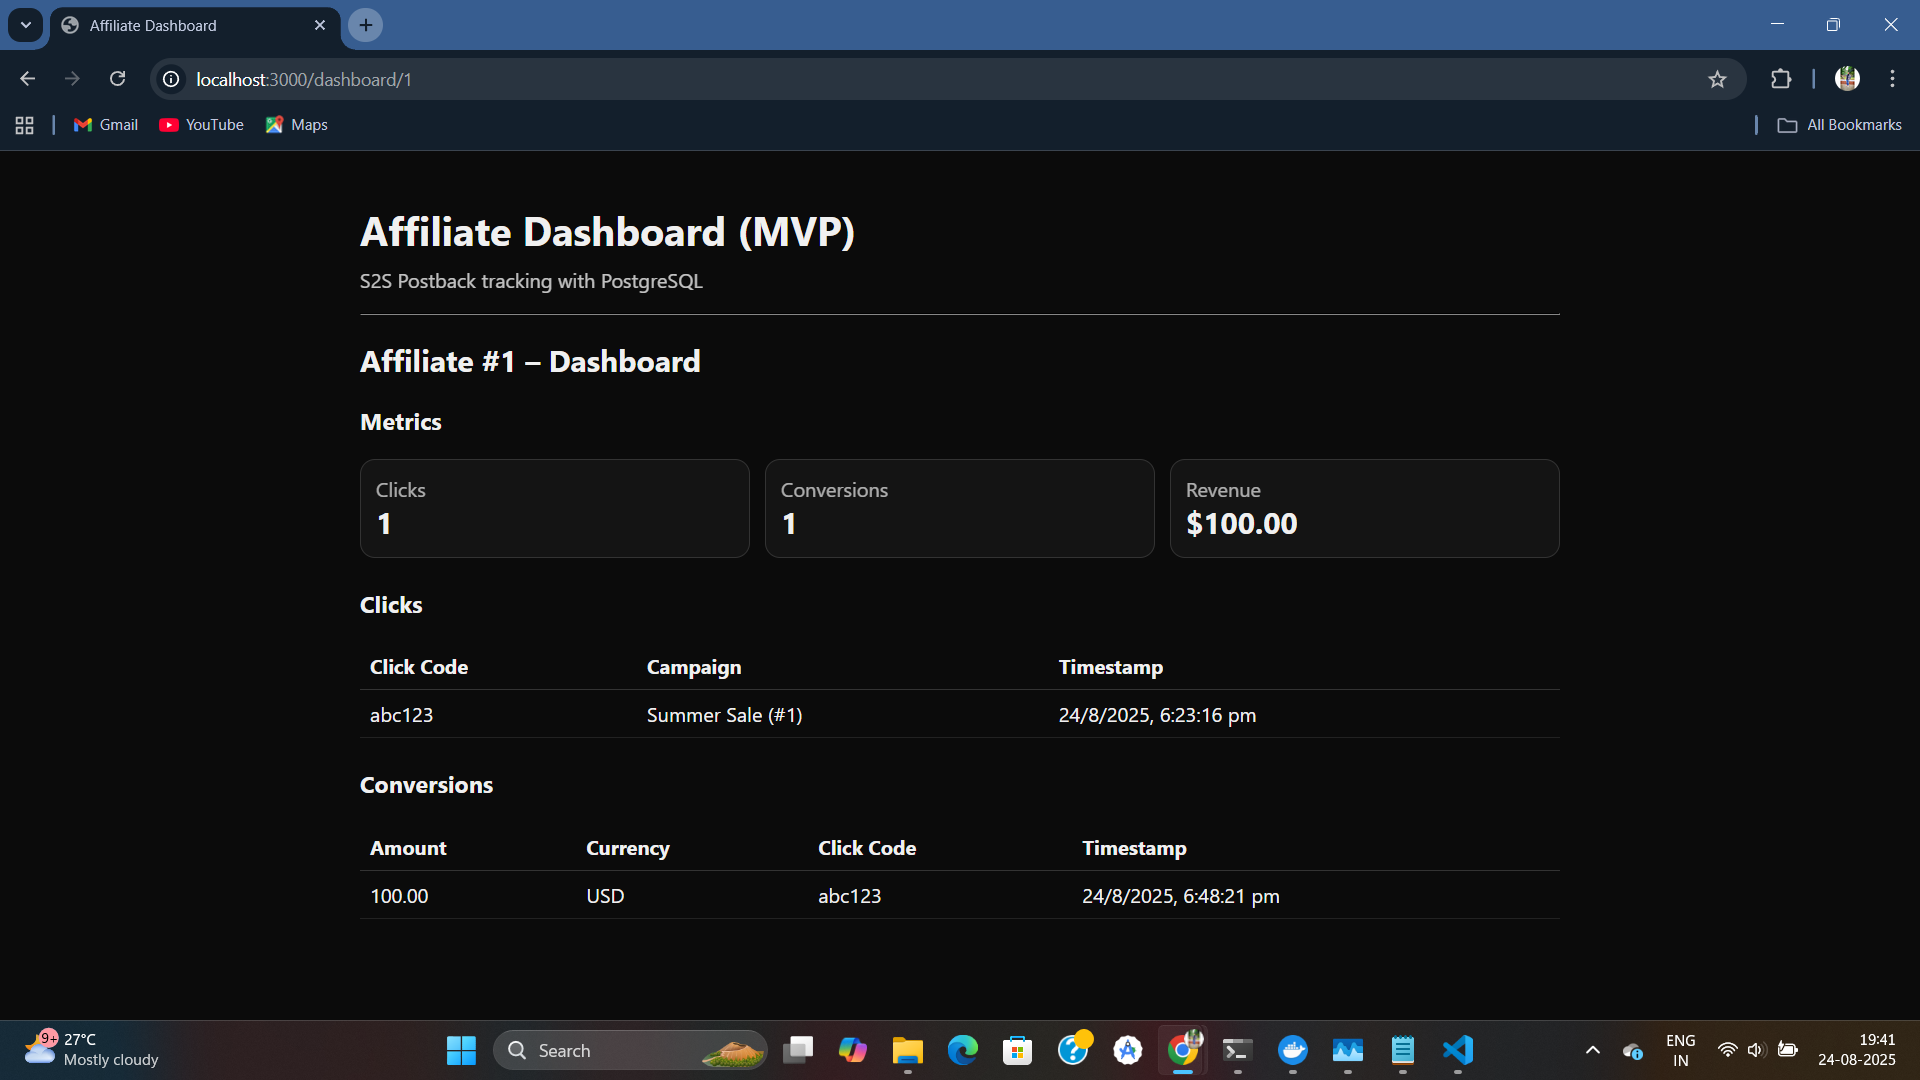 Affiliate Dashboard
localhost:3000/dashboard/1
Gmail
YouTube
Maps
All Bookmarks
Affiliate Dashboard (MVP)
S2S Postback tracking with PostgreSQL
Affiliate #1 – Dashboard
Metrics
Clicks
1
Conversions
1
Revenue
$100.00
Clicks
Click Code Campaign Timestamp
abc123 Summer Sale (#1) 24/8/2025, 6:23:16 pm
Conversions
Amount Currency Click Code Timestamp
100.00 USD abc123 24/8/2025, 6:48:21 pm
9+
27°C
Mostly cloudy
Search
ENG
IN
19:41
24-08-2025